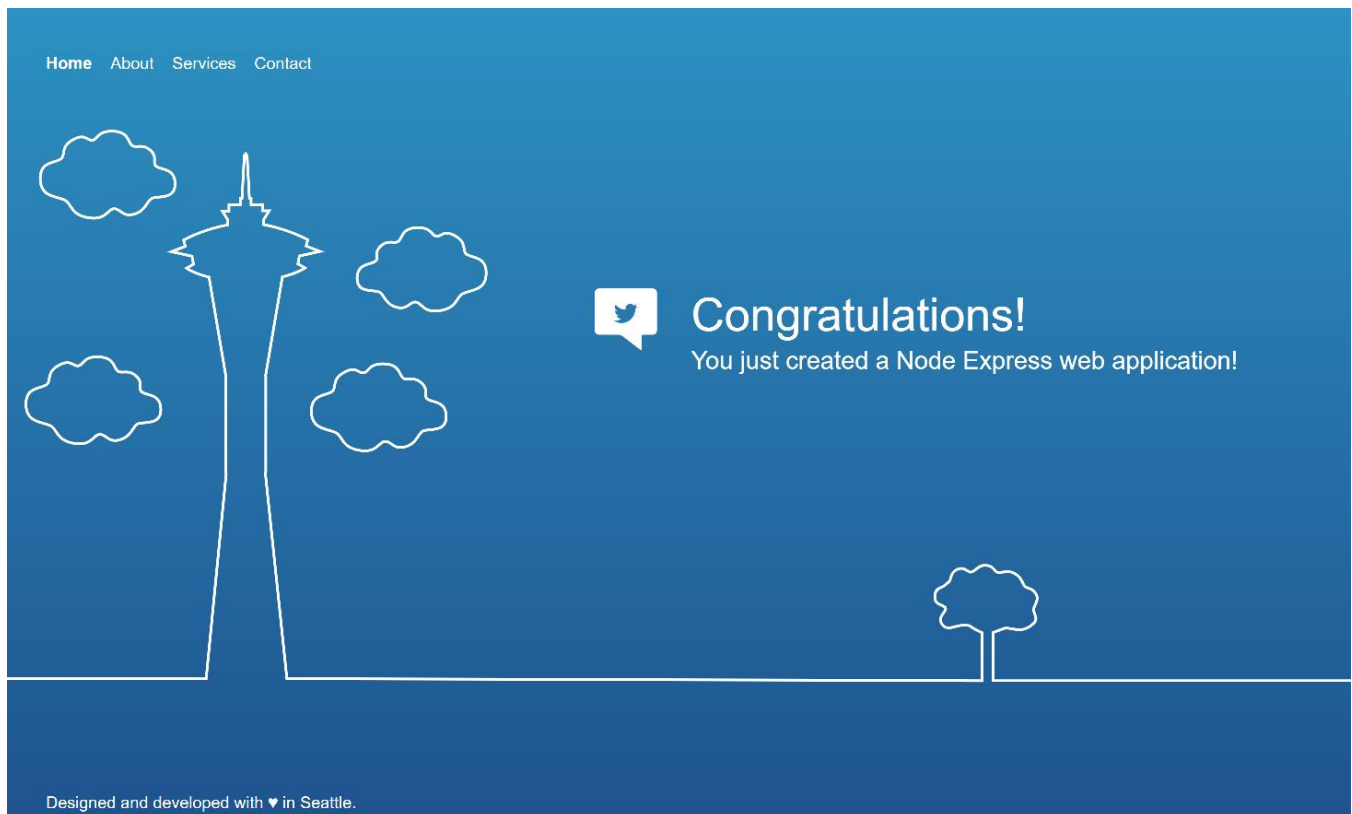 Home About Services Contact
Congratulations!
You just created a Node Express web application!
Designed and developed with ♥ in Seattle.